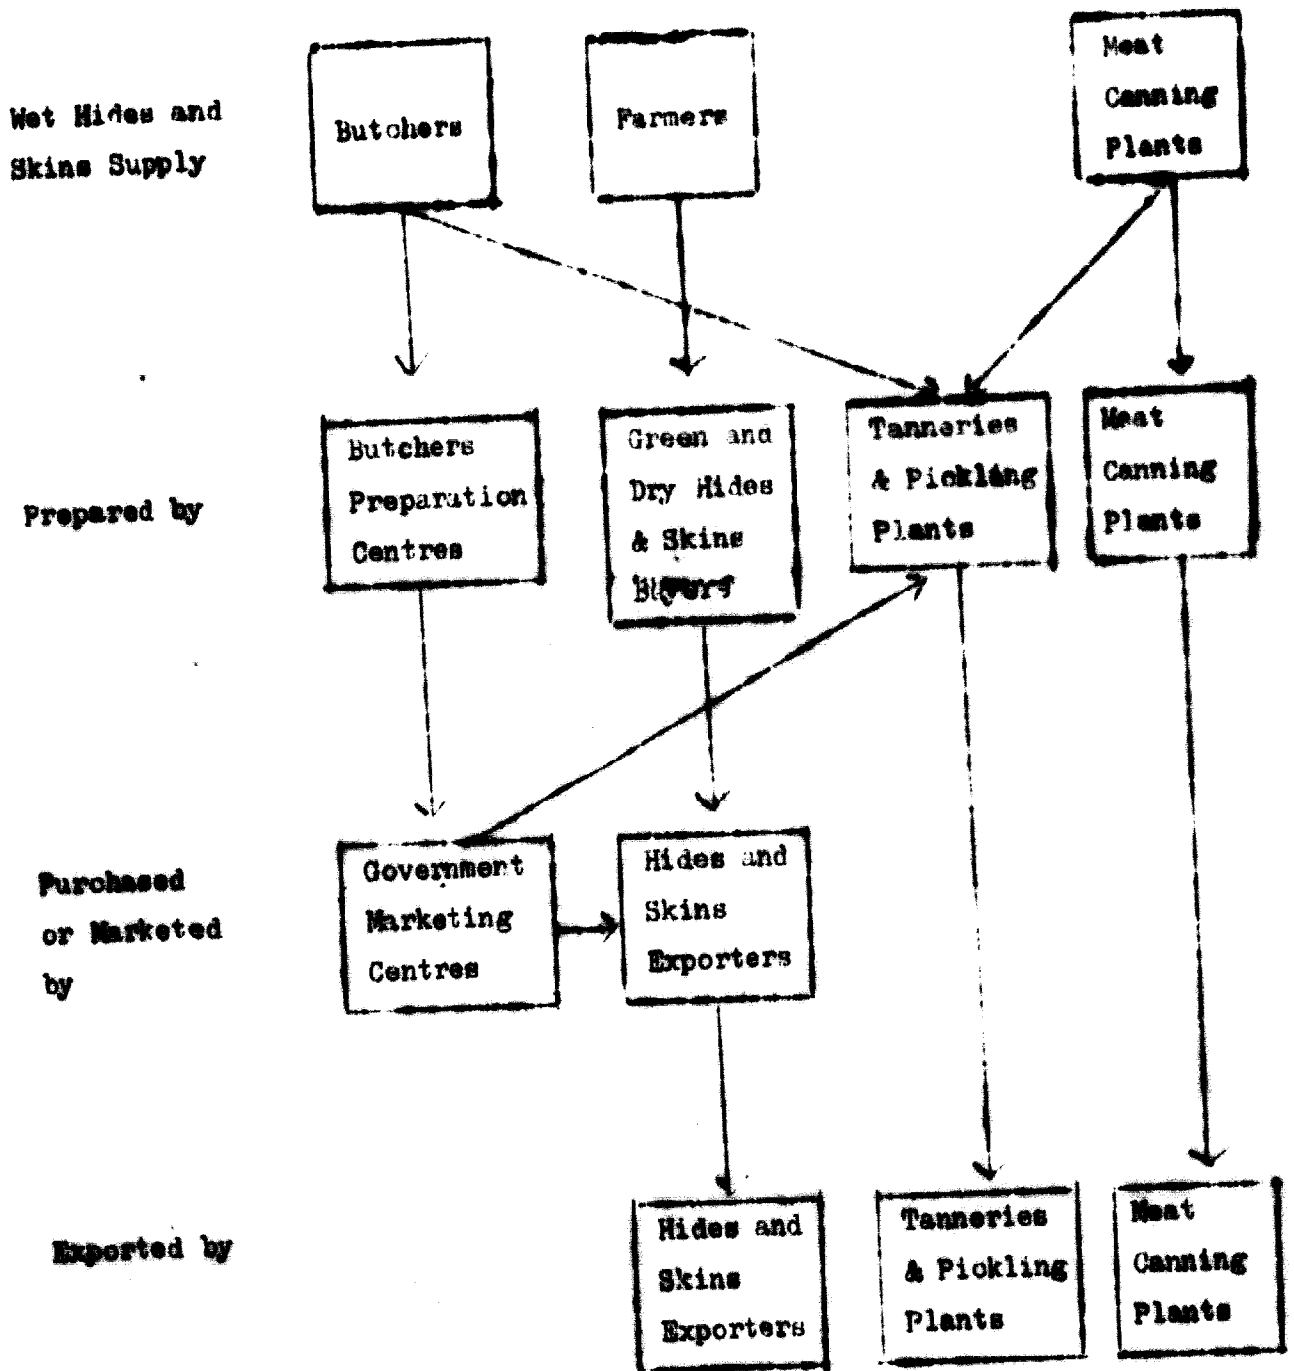 Wet Hides and
Skins Supply
Butchers
Farmers
Meat
Canning
Plants
Prepared by
Butchers
Preparation
Centres
Green and
Dry Hides
& Skins
Buyers
Tanneries
& Pickling
Plants
Meat
Canning
Plants
Purchased
or Marketed
by
Government
Marketing
Centres
Hides and
Skins
Exporters
Exported by
Hides and
Skins
Exporters
Tanneries
& Pickling
Plants
Meat
Canning
Plants